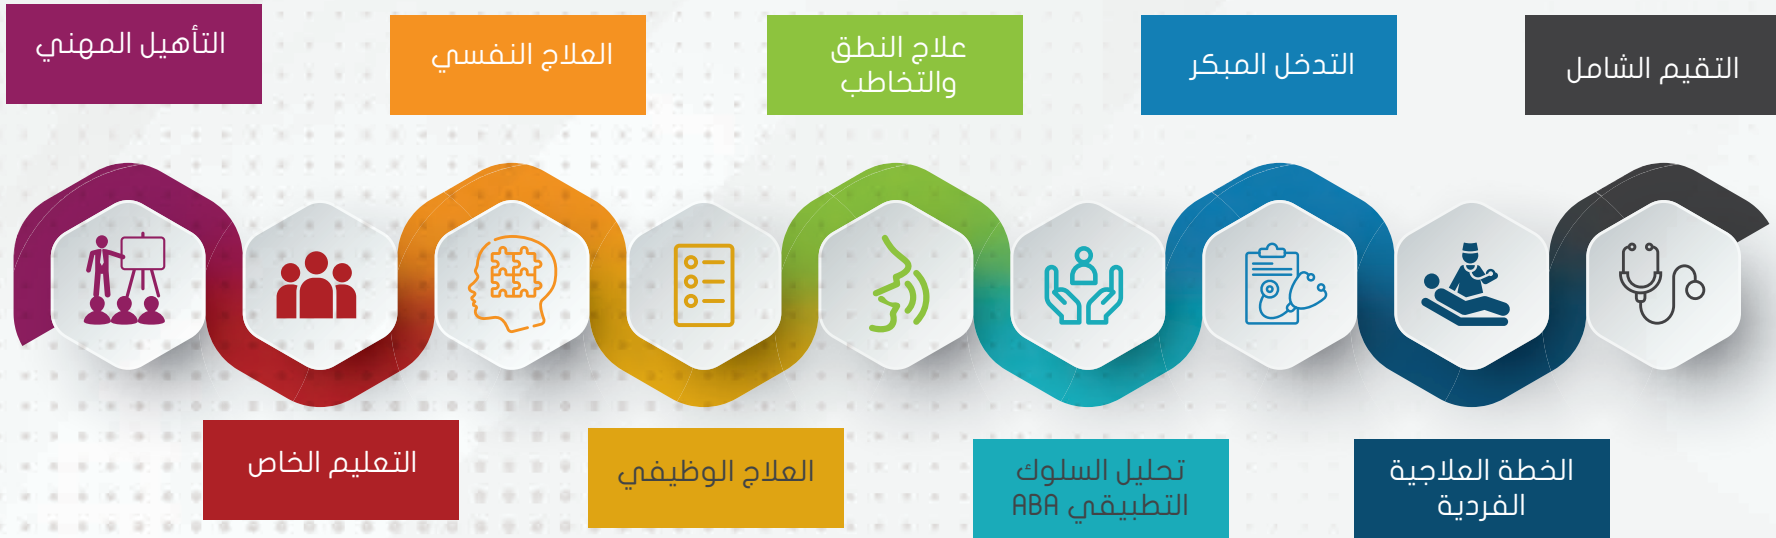 التقيم الشامل
الخطة العلاجية
الفردية
التدخل المبكر
تحليل السلوك
التطبيقي ABA
علاج النطق
والتخاطب
العلاج الوظيفي
العلاج النفسي
التعليم الخاص
التأهيل المهني